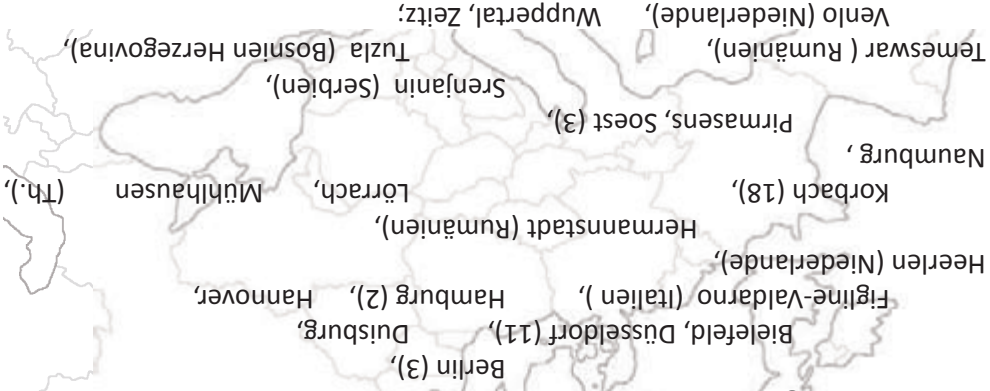 Berlin (3),
Bielefeld, Düsseldorf (11), Duisburg,
Figline-Valdarno (Italien ), Hamburg (2), Hannover,
Heerlen (Niederlande),
Hermannstadt (Rumänien),
Korbach (18), Lörrach, Mühlhausen (Th.),
Naumburg ,
Pirmasens, Soest (3),
Srenjanin (Serbien),
Temeswar ( Rumänien), Tuzla (Bosnien Herzegovina),
Venlo (Niederlande), Wuppertal, Zeitz;